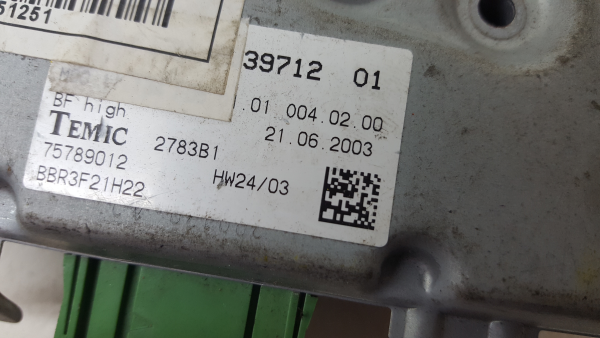 51251
39712 01
BF high
.01 004.02.00
TEMIC 2783B1
21.06.2003
75789012
BBR3F21H22 HW24/03